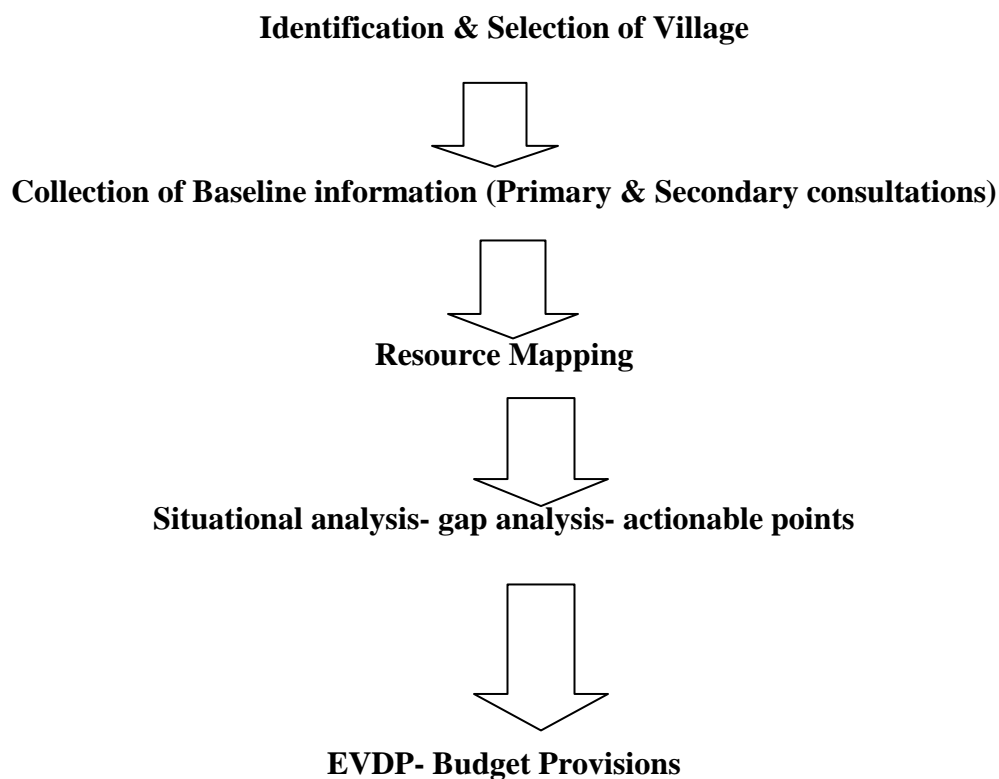 Identification & Selection of Village
Collection of Baseline information (Primary & Secondary consultations)
Resource Mapping
Situational analysis- gap analysis- actionable points
EVDP- Budget Provisions